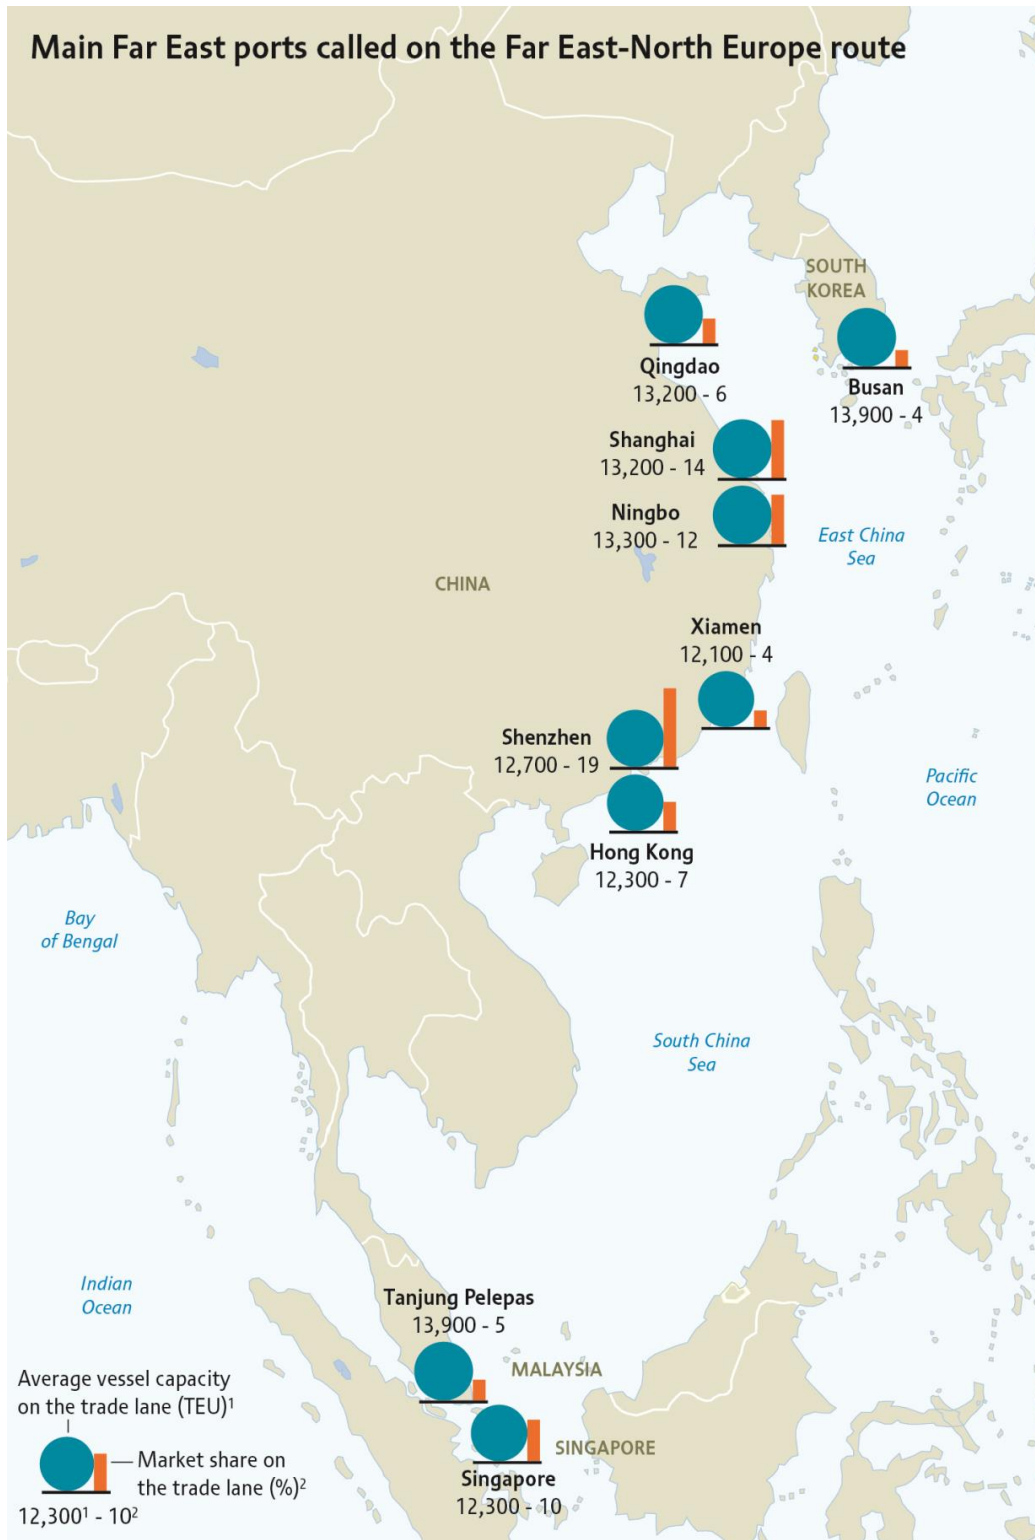 Main Far East ports called on the Far East-North Europe route
SOUTH
KOREA
Qingdao
13,200 - 6
Busan
13,900 - 4
Shanghai
13,200 - 14
Ningbo
13,300 - 12
East China
Sea
CHINA
Xiamen
12,100 - 4
Shenzhen
12,700 - 19
Pacific
Ocean
Hong Kong
12,300 - 7
Bay
of Bengal
South China
Sea
Indian
Ocean
Tanjung Pelepas
13,900 - 5
MALAYSIA
SINGAPORE
Singapore
12,300 - 10
Average vessel capacity
on the trade lane (TEU)¹
Market share on
the trade lane (%)²
12,300¹ - 10²